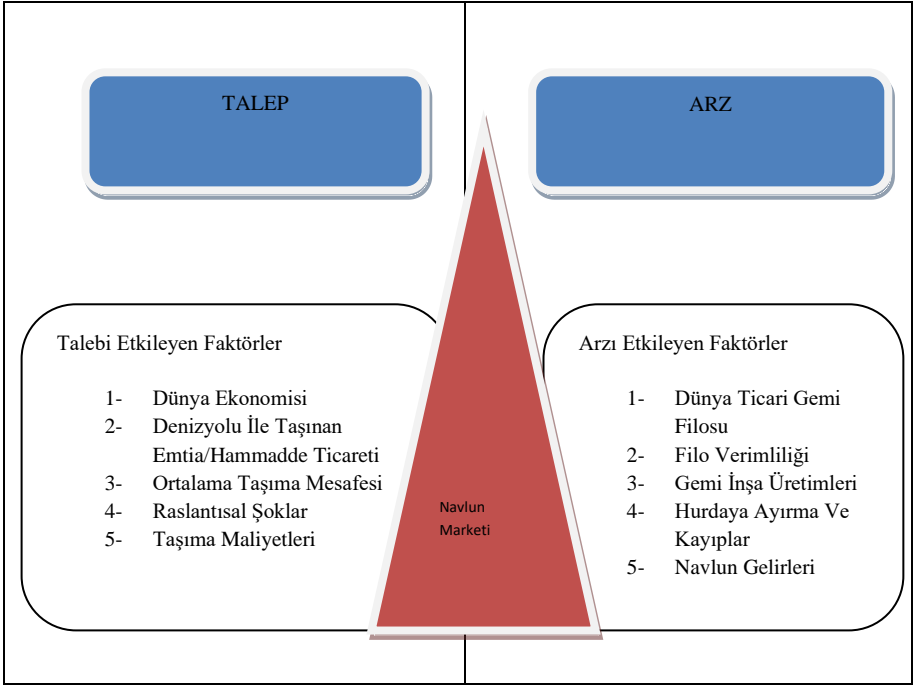 TALEP
ARZ
Talebi Etkileyen Faktörler
1- Dünya Ekonomisi
2- Denizyolu İle Taşınan
Emtia/Hammadde Ticareti
3- Ortalama Taşıma Mesafesi
4- Raslantısal Şoklar
5- Taşıma Maliyetleri
Navlun
Marketi
Arzı Etkileyen Faktörler
1- Dünya Ticari Gemi
Filosu
2- Filo Verimliliği
3- Gemi İnşa Üretimleri
4- Hurdaya Ayırma Ve
Kayıplar
5- Navlun Gelirleri